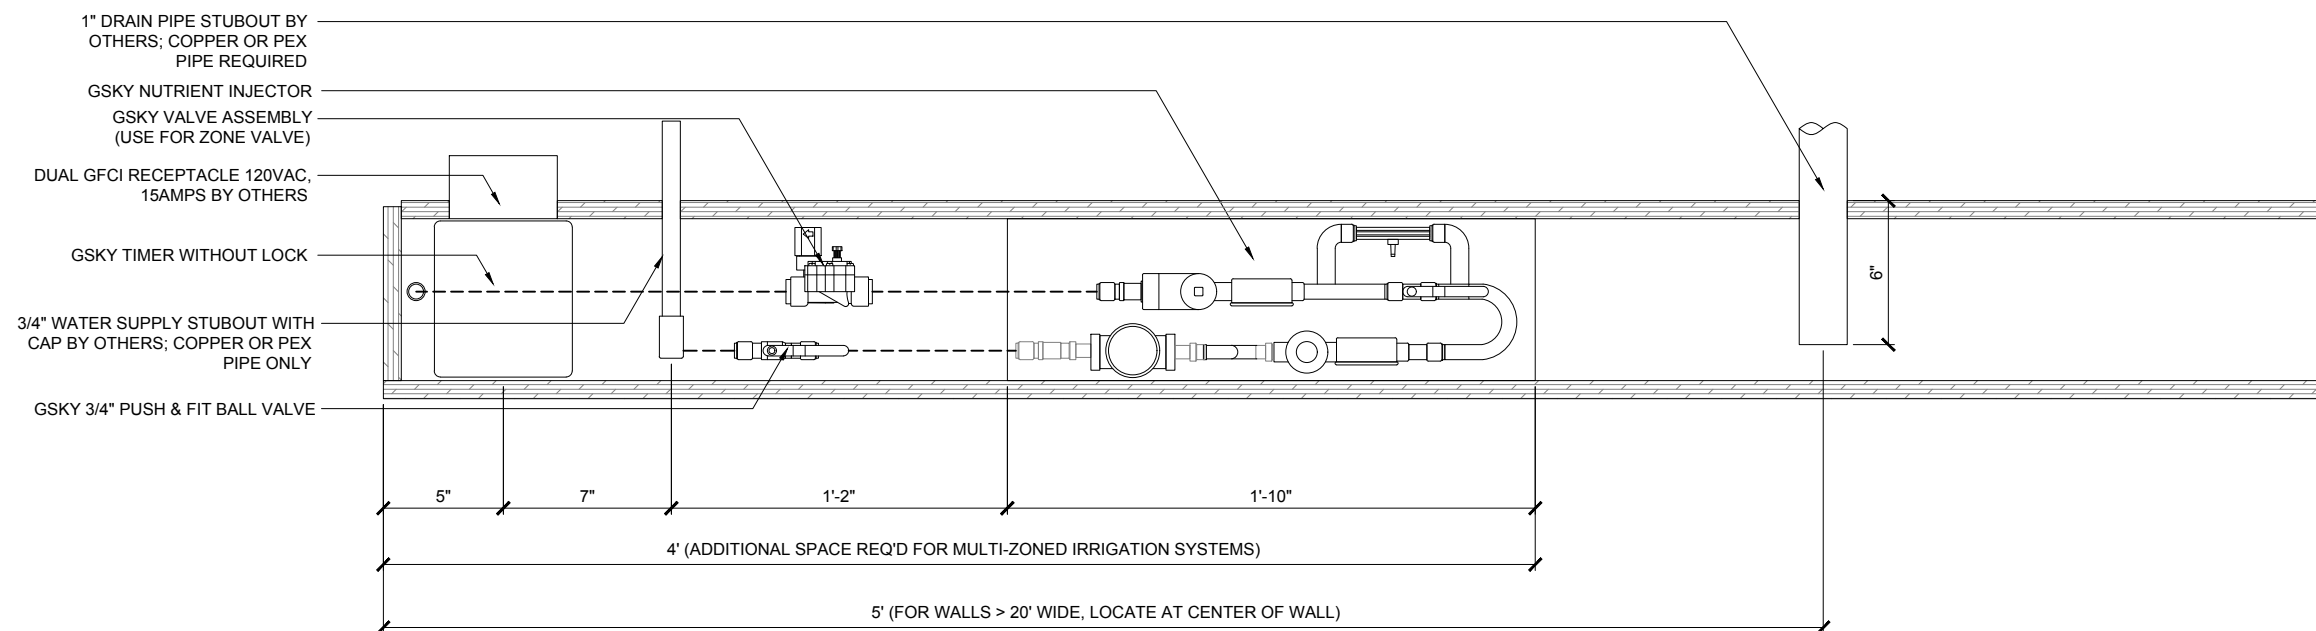 1" DRAIN PIPE STUBOUT BY
OTHERS; COPPER OR PEX
PIPE REQUIRED
GSKY NUTRIENT INJECTOR
GSKY VALVE ASSEMBLY
(USE FOR ZONE VALVE)
DUAL GFCI RECEPTACLE 120VAC,
15AMPS BY OTHERS
GSKY TIMER WITHOUT LOCK
3/4" WATER SUPPLY STUBOUT WITH
CAP BY OTHERS; COPPER OR PEX
PIPE ONLY
GSKY 3/4" PUSH & FIT BALL VALVE
6"
5"
7"
1'-2"
1'-10"
4' (ADDITIONAL SPACE REQ'D FOR MULTI-ZONED IRRIGATION SYSTEMS)
5' (FOR WALLS > 20' WIDE, LOCATE AT CENTER OF WALL)